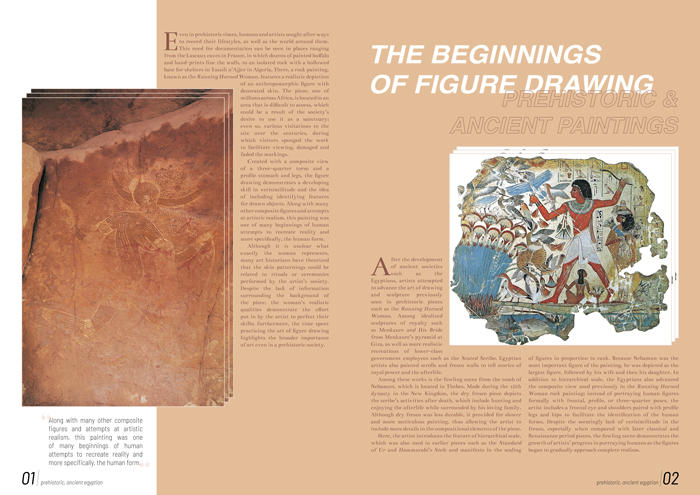 Even in prehistoric times, humans and artists sought after ways
to record their lifestyles, as well as the world around them.
This need for documentation can be seen in places ranging
from the Lascaux caves in France, in which dozens of painted buffalo
and hand-prints line the walls, to an isolated rock with a hollowed
base for shelters in Tassili n'Ajjer in Algeria. There, a rock painting,
known as the Running Horned Woman, features a realistic depiction
of an anthropomorphic figure with
decorated skin. The piece, one of
millions across Africa, is located in an
area that is difficult to access, which
could be a result of the society's
desire to use it as a sanctuary;
even so, various visitations to the
site over the centuries, during
which visitors sponged the work
to facilitate viewing, damaged and
faded the markings.
Created with a composite view
of a three-quarter torso and a
profile stomach and legs, the figure
drawing demonstrates a developing
skill in verisimilitude and the idea
of including identifying features
for drawn objects. Along with many
other composite figures and attempts
at artistic realism, this painting was
one of many beginnings of human
attempts to recreate reality and
more specifically, the human form.
Although it is unclear what
exactly the woman represents,
many art historians have theorized
that the skin patternings could be
related to rituals or ceremonies
performed by the artist's society.
Despite the lack of information
surrounding the background of
the piece, the woman's realistic
qualities demonstrate the effort
put in by the artist to perfect their
skills; furthermore, the time spent
practicing the art of figure drawing
highlights the broader importance
of art even in a prehistoric society.
"Along with many other composite
figures and attempts at artistic
realism, this painting was one
of many beginnings of human
attempts to recreate reality and
more specifically, the human form."
01 prehistoric, ancient egyption
THE BEGINNINGS
OF FIGURE DRAWING
PREHISTORIC &
ANCIENT PAINTINGS
After the development
of ancient societies
such as the
Egyptians, artists attempted
to advance the art of drawing
and sculpture previously
seen in prehistoric pieces
such as the Running Horned
Woman. Among idealized
sculptures of royalty such
as Menkaure and His Bride
from Menkaure's pyramid at
Giza, as well as more realistic
recreations of lower-class
government employees such as the Seated Scribe, Egyptian
artists also painted scrolls and fresco walls to tell stories of
royal power and the afterlife.
Among these works is the fowling scene from the tomb of
Nebamun, which is located in Thebes. Made during the 18th
dynasty in the New Kingdom, the dry fresco piece depicts
the scribe's activities after death, which include hunting and
enjoying the afterlife while surrounded by his loving family.
Although dry fresco was less durable, it provided for slower
and more meticulous painting, thus allowing the artist to
include more details in the compositional elements of the piece.
Here, the artist introduces the feature of hierarchical scale,
which was also used in earlier pieces such as the Standard
of Ur and Hammurabi's Stele and manifests in the scaling
of figures in proportion to rank. Because Nebamun was the
most important figure of the painting, he was depicted as the
largest figure, followed by his wife and then his daughter. In
addition to hierarchical scale, the Egyptians also advanced
the composite view used previously in the Running Horned
Woman rock painting; instead of portraying human figures
formally with frontal, profile, or three-quarter poses, the
artist includes a frontal eye and shoulders paired with profile
legs and hips to facilitate the identification of the human
forms. Despite the seemingly lack of verisimilitude in the
fresco, especially when compared with later classical and
Renaissance period pieces, the fowling scene demonstrates the
growth of artists' progress in portraying humans as the figures
began to gradually approach complete realism.
prehistoric, ancient egyption 02